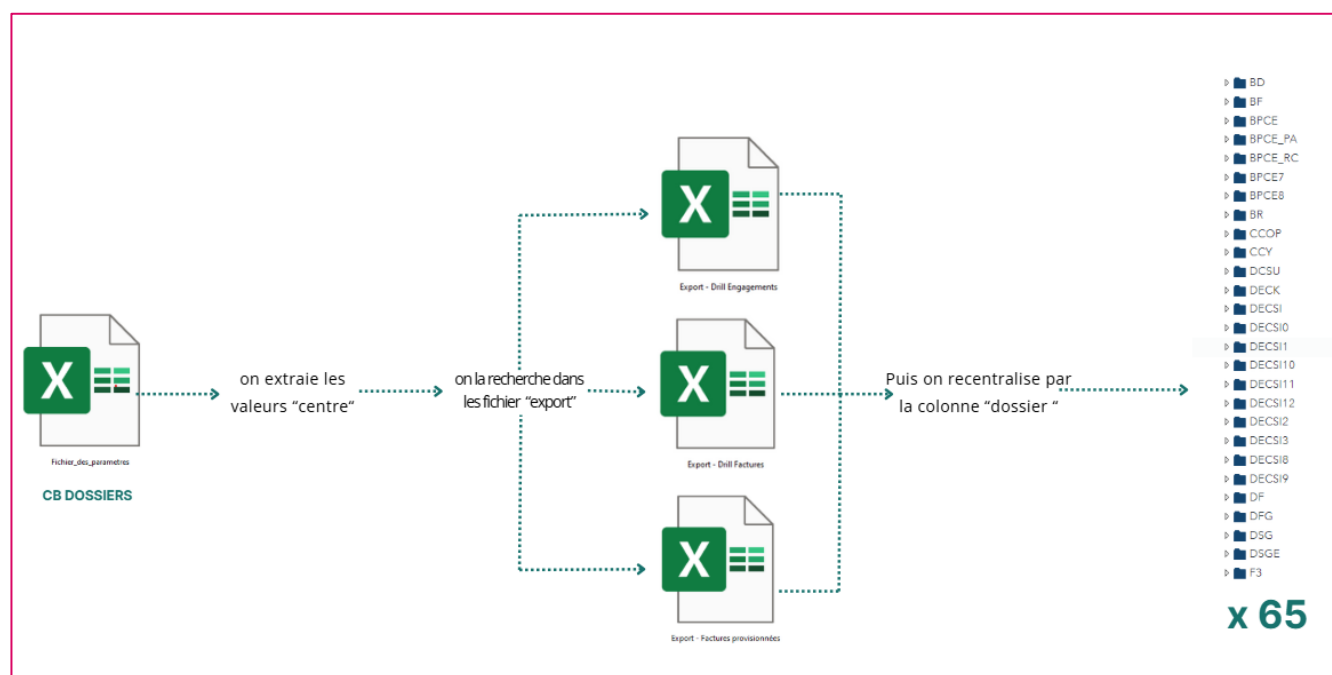 X
Fichier_des_parametres
CB DOSSIERS
on extraie les
valeurs “centre“
on la recherche dans
les fichier “export”
X
Export - Drill Engagements
X
Export - Drill Factures
X
Export - Factures provisionnées
Puis on recentralise par
la colonne “dossier “
BD
BF
BPCE
BPCE_PA
BPCE_RC
BPCE7
BPCE8
BR
CCOP
CCY
DCSU
DECK
DECSI
DECSI0
DECSI1
DECSI10
DECSI11
DECSI12
DECSI2
DECSI3
DECSI8
DECSI9
DF
DFG
DSG
DSGE
F3
x 65